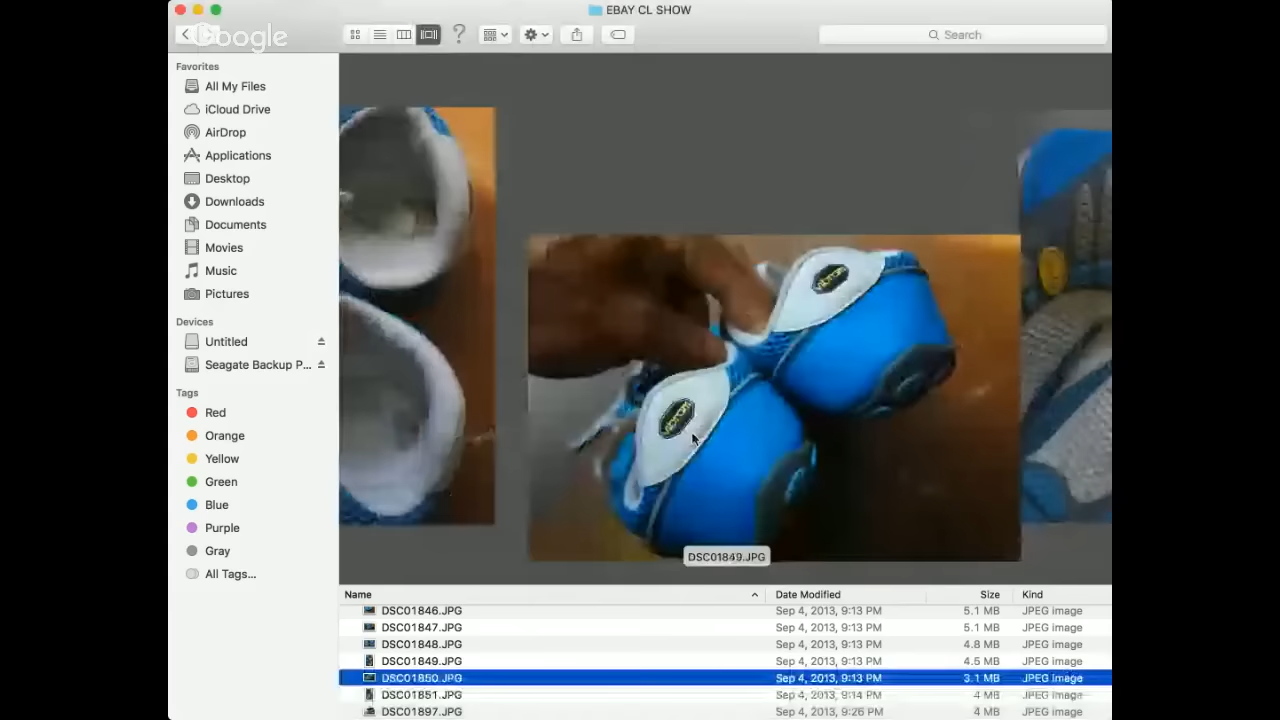 EBAY CL SHOW
Google
Search
Favorites
All My Files
iCloud Drive
AirDrop
Applications
Desktop
Downloads
Documents
Movies
Music
Pictures
Devices
Untitled
Seagate Backup P...
Tags
Red
Orange
Yellow
Green
Blue
Purple
Gray
All Tags...
vibram
vibram
DSC01849.JPG
Name Date Modified Size Kind
DSC01846.JPG Sep 4, 2013, 9:13 PM 5.1 MB JPEG image
DSC01847.JPG Sep 4, 2013, 9:13 PM 5.1 MB JPEG image
DSC01848.JPG Sep 4, 2013, 9:13 PM 4.8 MB JPEG image
DSC01849.JPG Sep 4, 2013, 9:13 PM 4.5 MB JPEG image
DSC01850.JPG Sep 4, 2013, 9:13 PM 3.1 MB JPEG image
DSC01851.JPG Sep 4, 2013, 9:14 PM 4 MB JPEG image
DSC01897.JPG Sep 4, 2013, 9:26 PM 4 MB JPEG image